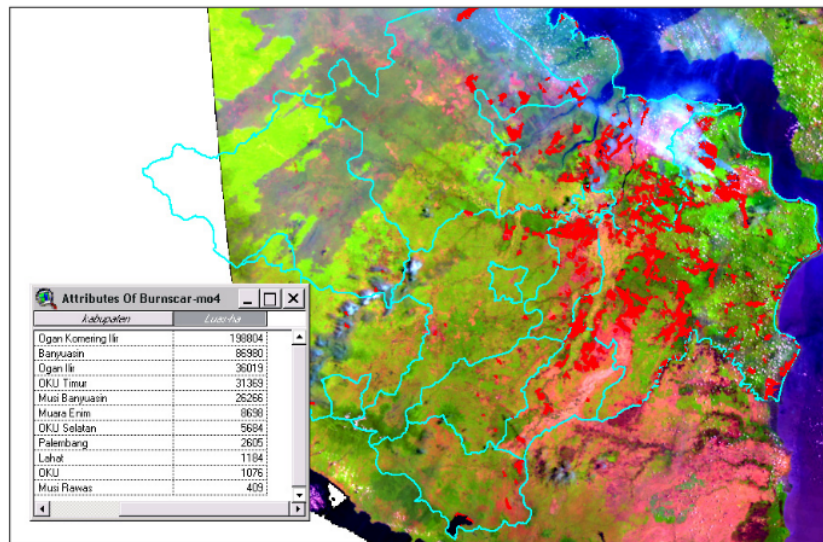 Attributes Of Burnscar-mo4
kabupaten Luas-ha
Ogan Komering Ilir 198804
Banyuasin 86980
Ogan Ilir 36019
OKU Timur 31369
Musi Banyuasin 26266
Muara Enim 8698
OKU Selatan 5684
Palembang 2605
Lahat 1184
OKU 1076
Musi Rawas 409